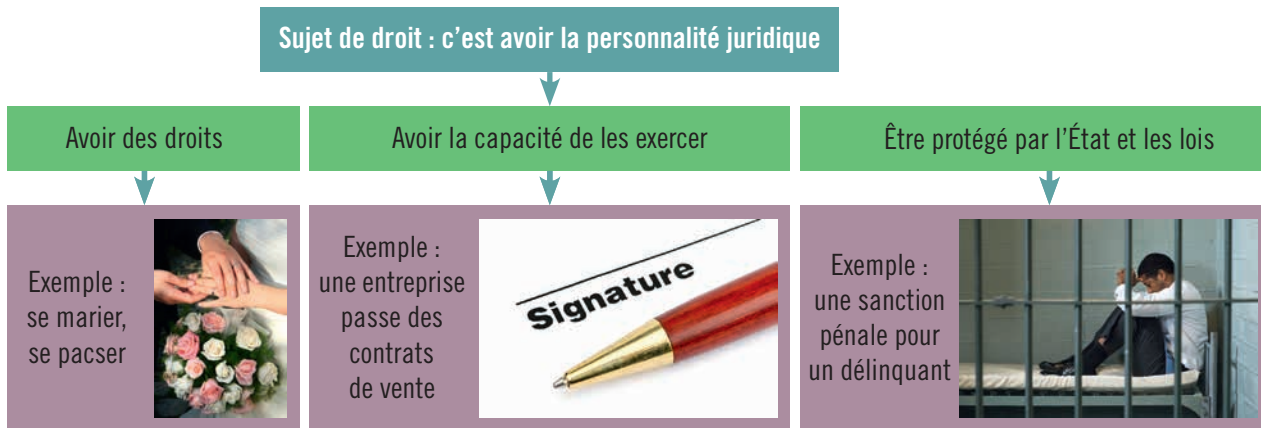 Sujet de droit : c'est avoir la personnalité juridique
Avoir des droits
Avoir la capacité de les exercer
Être protégé par l'État et les lois
Exemple :
se marier,
se pacser
Exemple :
une entreprise
passe des
contrats
de vente
Signature
Exemple :
une sanction
pénale pour
un délinquant